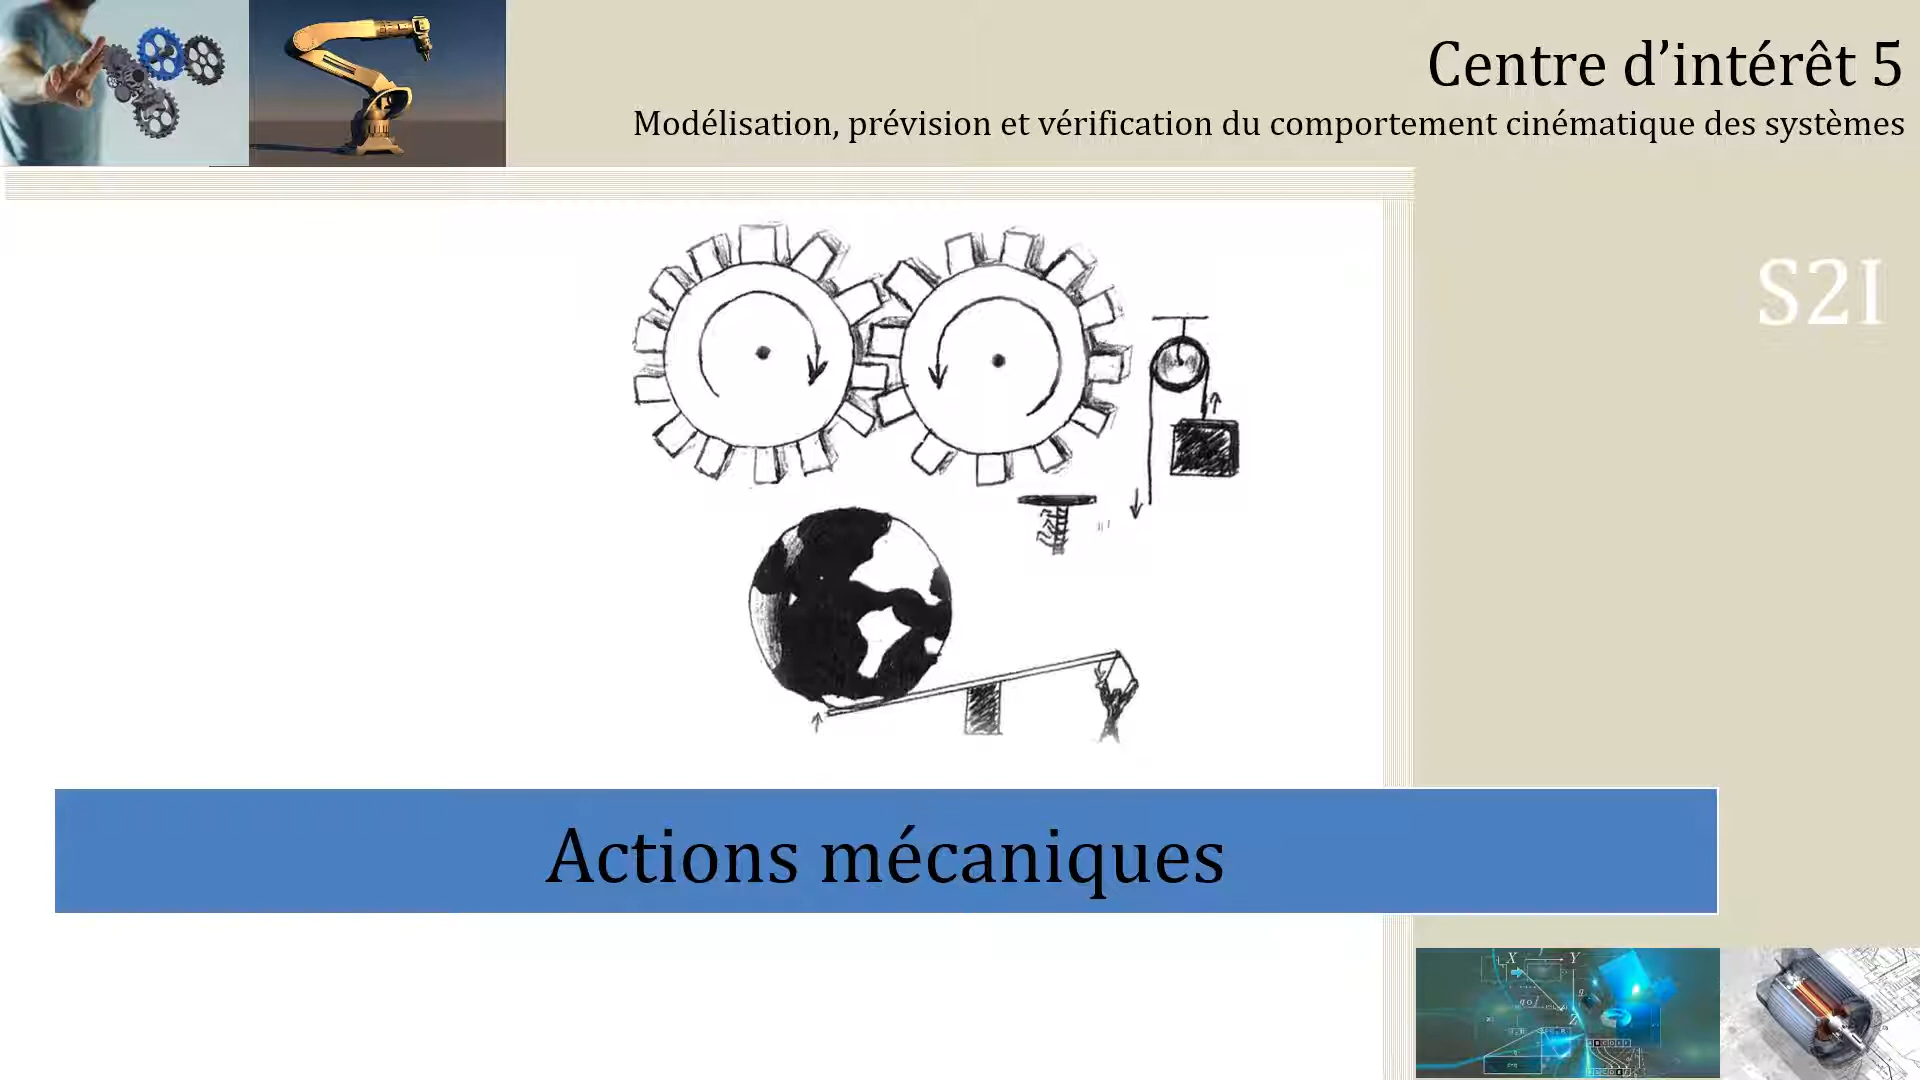 Centre d’intérêt 5
Modélisation, prévision et vérification du comportement cinématique des systèmes
S2I
Actions mécaniques
X
Y
Z